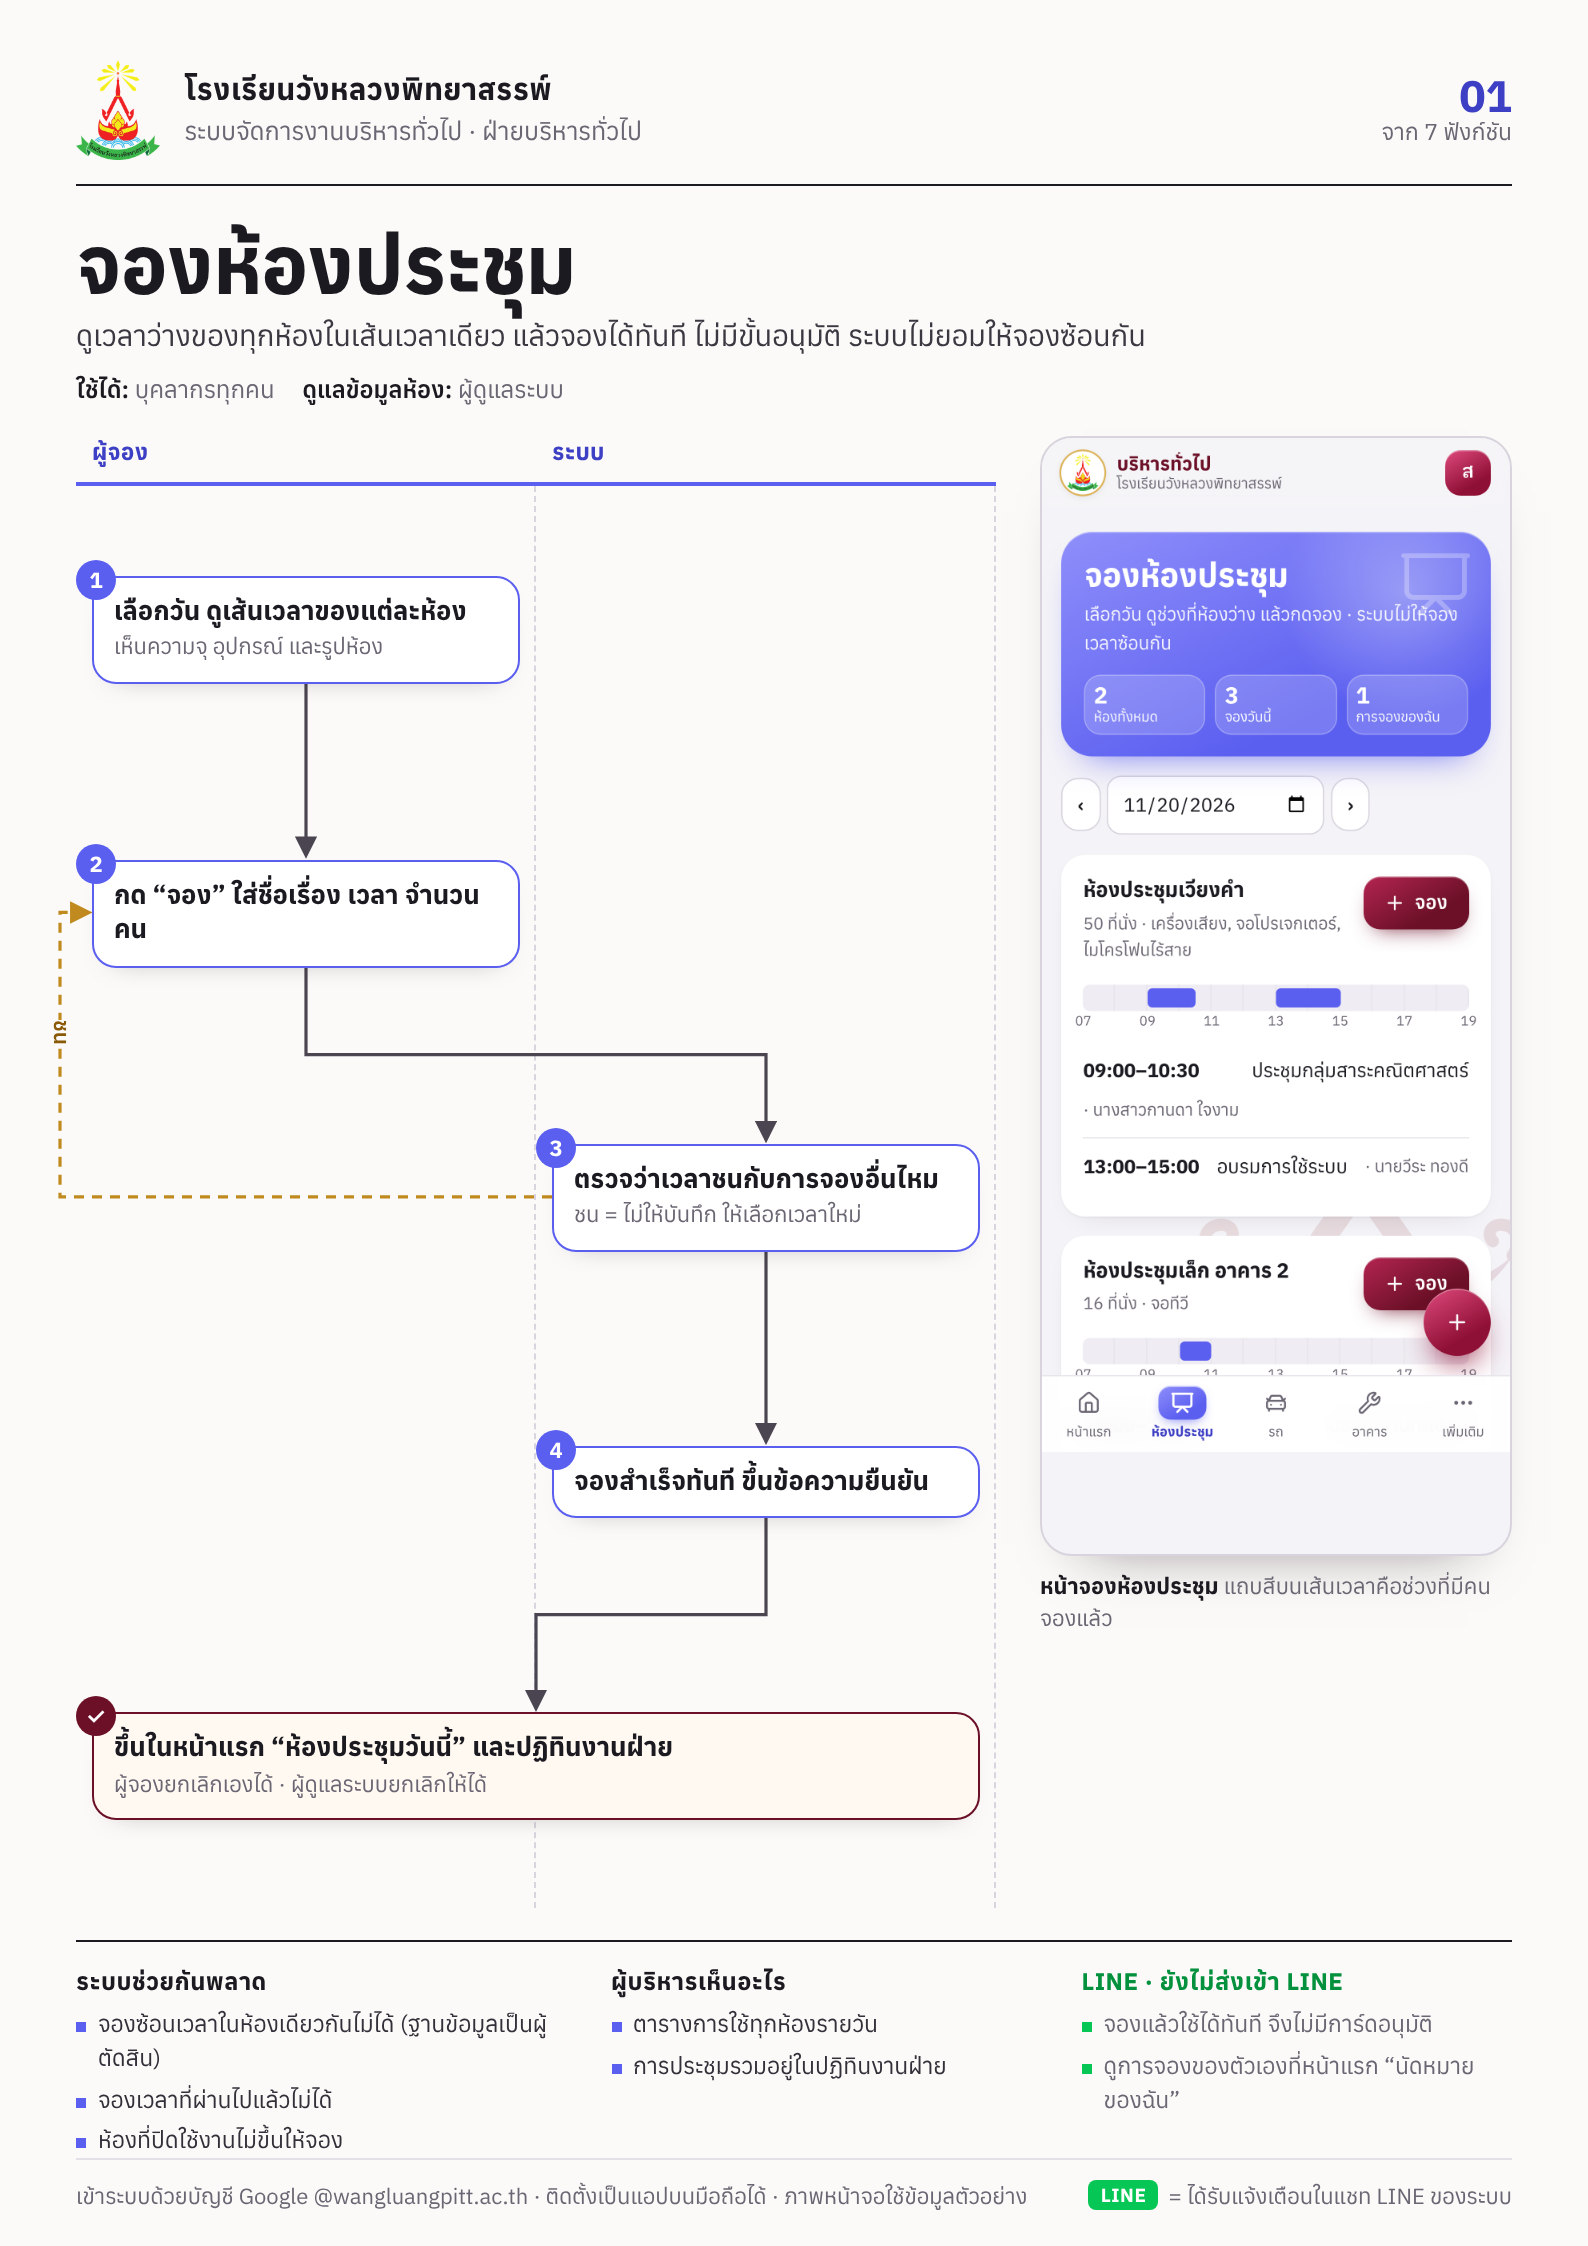 โรงเรียนวังหลวงพิทยาสรรพ์
ระบบจัดการงานบริหารทั่วไป · ฝ่ายบริหารทั่วไป
01
จาก 7 ฟังก์ชัน
จองห้องประชุม
ดูเวลาว่างของทุกห้องในเส้นเวลาเดียว แล้วจองได้ทันที ไม่มีขั้นอนุมัติ ระบบไม่ยอมให้จองซ้อนกัน
ใช้ได้: บุคลากรทุกคน ดูแลข้อมูลห้อง: ผู้ดูแลระบบ
ผู้จอง
ระบบ
1
เลือกวัน ดูเส้นเวลาของแต่ละห้อง
เห็นความจุ อุปกรณ์ และรูปห้อง
2
กด “จอง” ใส่ชื่อเรื่อง เวลา จำนวน
คน
3
ตรวจว่าเวลาชนกับการจองอื่นไหม
ชน = ไม่ให้บันทึก ให้เลือกเวลาใหม่
4
จองสำเร็จทันที ขึ้นข้อความยืนยัน
ขึ้นในหน้าแรก “ห้องประชุมวันนี้” และปฏิทินงานฝ่าย
ผู้จองยกเลิกเองได้ · ผู้ดูแลระบบยกเลิกให้ได้
บริหารทั่วไป
โรงเรียนวังหลวงพิทยาสรรพ์
ส
จองห้องประชุม
เลือกวัน ดูช่วงที่ห้องว่าง แล้วกดจอง · ระบบไม่ให้จอง
เวลาซ้อนกัน
2
ห้องทั้งหมด
3
จองวันนี้
1
การจองของฉัน
‹ 11/20/2026 ›
ห้องประชุมเวียงคำ
+ จอง
50 ที่นั่ง · เครื่องเสียง, จอโปรเจกเตอร์,
ไมโครโฟนไร้สาย
07 09 11 13 15 17 19
09:00–10:30 ประชุมกลุ่มสาระคณิตศาสตร์
· นางสาวกานดา ใจงาม
13:00–15:00 อบรมการใช้ระบบ · นายวีระ ทองดี
ห้องประชุมเล็ก อาคาร 2
+ จอง
16 ที่นั่ง · จอทีวี
+
07 09 11 13 15 17 19
หน้าแรก ห้องประชุม รถ อาคาร เพิ่มเติม
หน้าจองห้องประชุม แถบสีบนเส้นเวลาคือช่วงที่มีคน
จองแล้ว
ระบบช่วยกันพลาด
จองซ้อนเวลาในห้องเดียวกันไม่ได้ (ฐานข้อมูลเป็นผู้
ตัดสิน)
จองเวลาที่ผ่านไปแล้วไม่ได้
ห้องที่ปิดใช้งานไม่ขึ้นให้จอง
ผู้บริหารเห็นอะไร
ตารางการใช้ทุกห้องรายวัน
การประชุมรวมอยู่ในปฏิทินงานฝ่าย
LINE · ยังไม่ส่งเข้า LINE
จองแล้วใช้ได้ทันที จึงไม่มีการ์ดอนุมัติ
ดูการจองของตัวเองที่หน้าแรก “นัดหมาย
ของฉัน”
เข้าระบบด้วยบัญชี Google @wangluangpitt.ac.th · ติดตั้งเป็นแอปบนมือถือได้ · ภาพหน้าจอใช้ข้อมูลตัวอย่าง
LINE = ได้รับแจ้งเตือนในแชท LINE ของระบบ